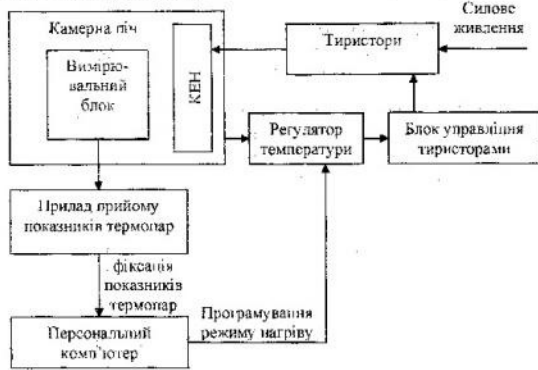 Силове
живлення
Камерна піч
Тиристори
Вимірю-
вальний
блок
КЕН
Регулятор
температури
Блок управління
тиристорами
Прилад прийому
показників термопар
фіксація
показників
термопар
Програмування
режиму нагріву
Персональний
комп'ютер